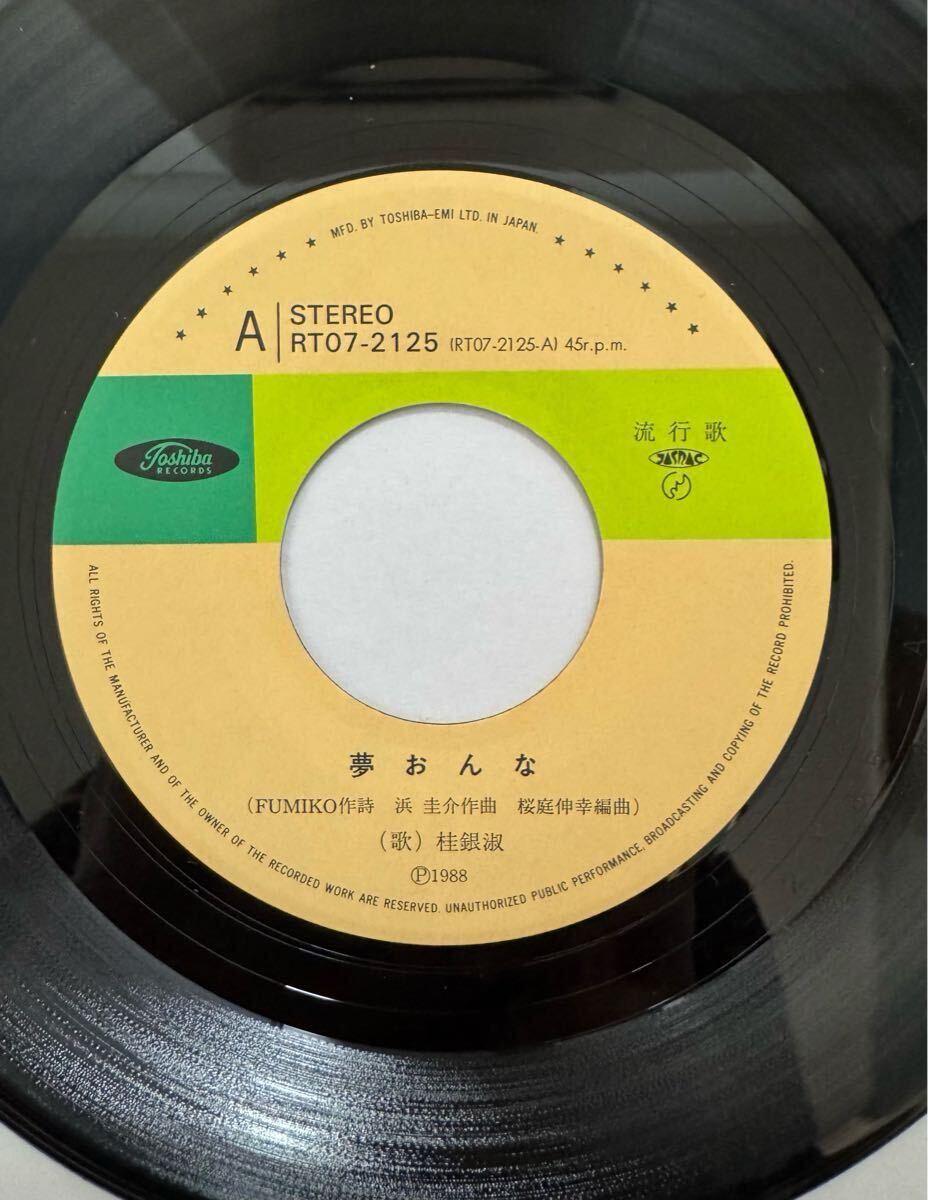 MFD. BY TOSHIBA-EMI LTD. IN JAPAN.
A
STEREO
RT07-2125 (RT07-2125-A) 45r.p.m.
Toshiba
RECORDS
流行歌
JASRAC
夢おんな
(FUMIKO作詩 浜 圭介作曲 桜庭伸幸編曲)
(歌) 桂銀淑
Ⓟ1988
ALL RIGHTS OF THE MANUFACTURER AND OF THE OWNER OF THE RECORDED WORK ARE RESERVED. UNAUTHORIZED PUBLIC PERFORMANCE, BROADCASTING AND COPYING OF THE RECORD PROHIBITED.